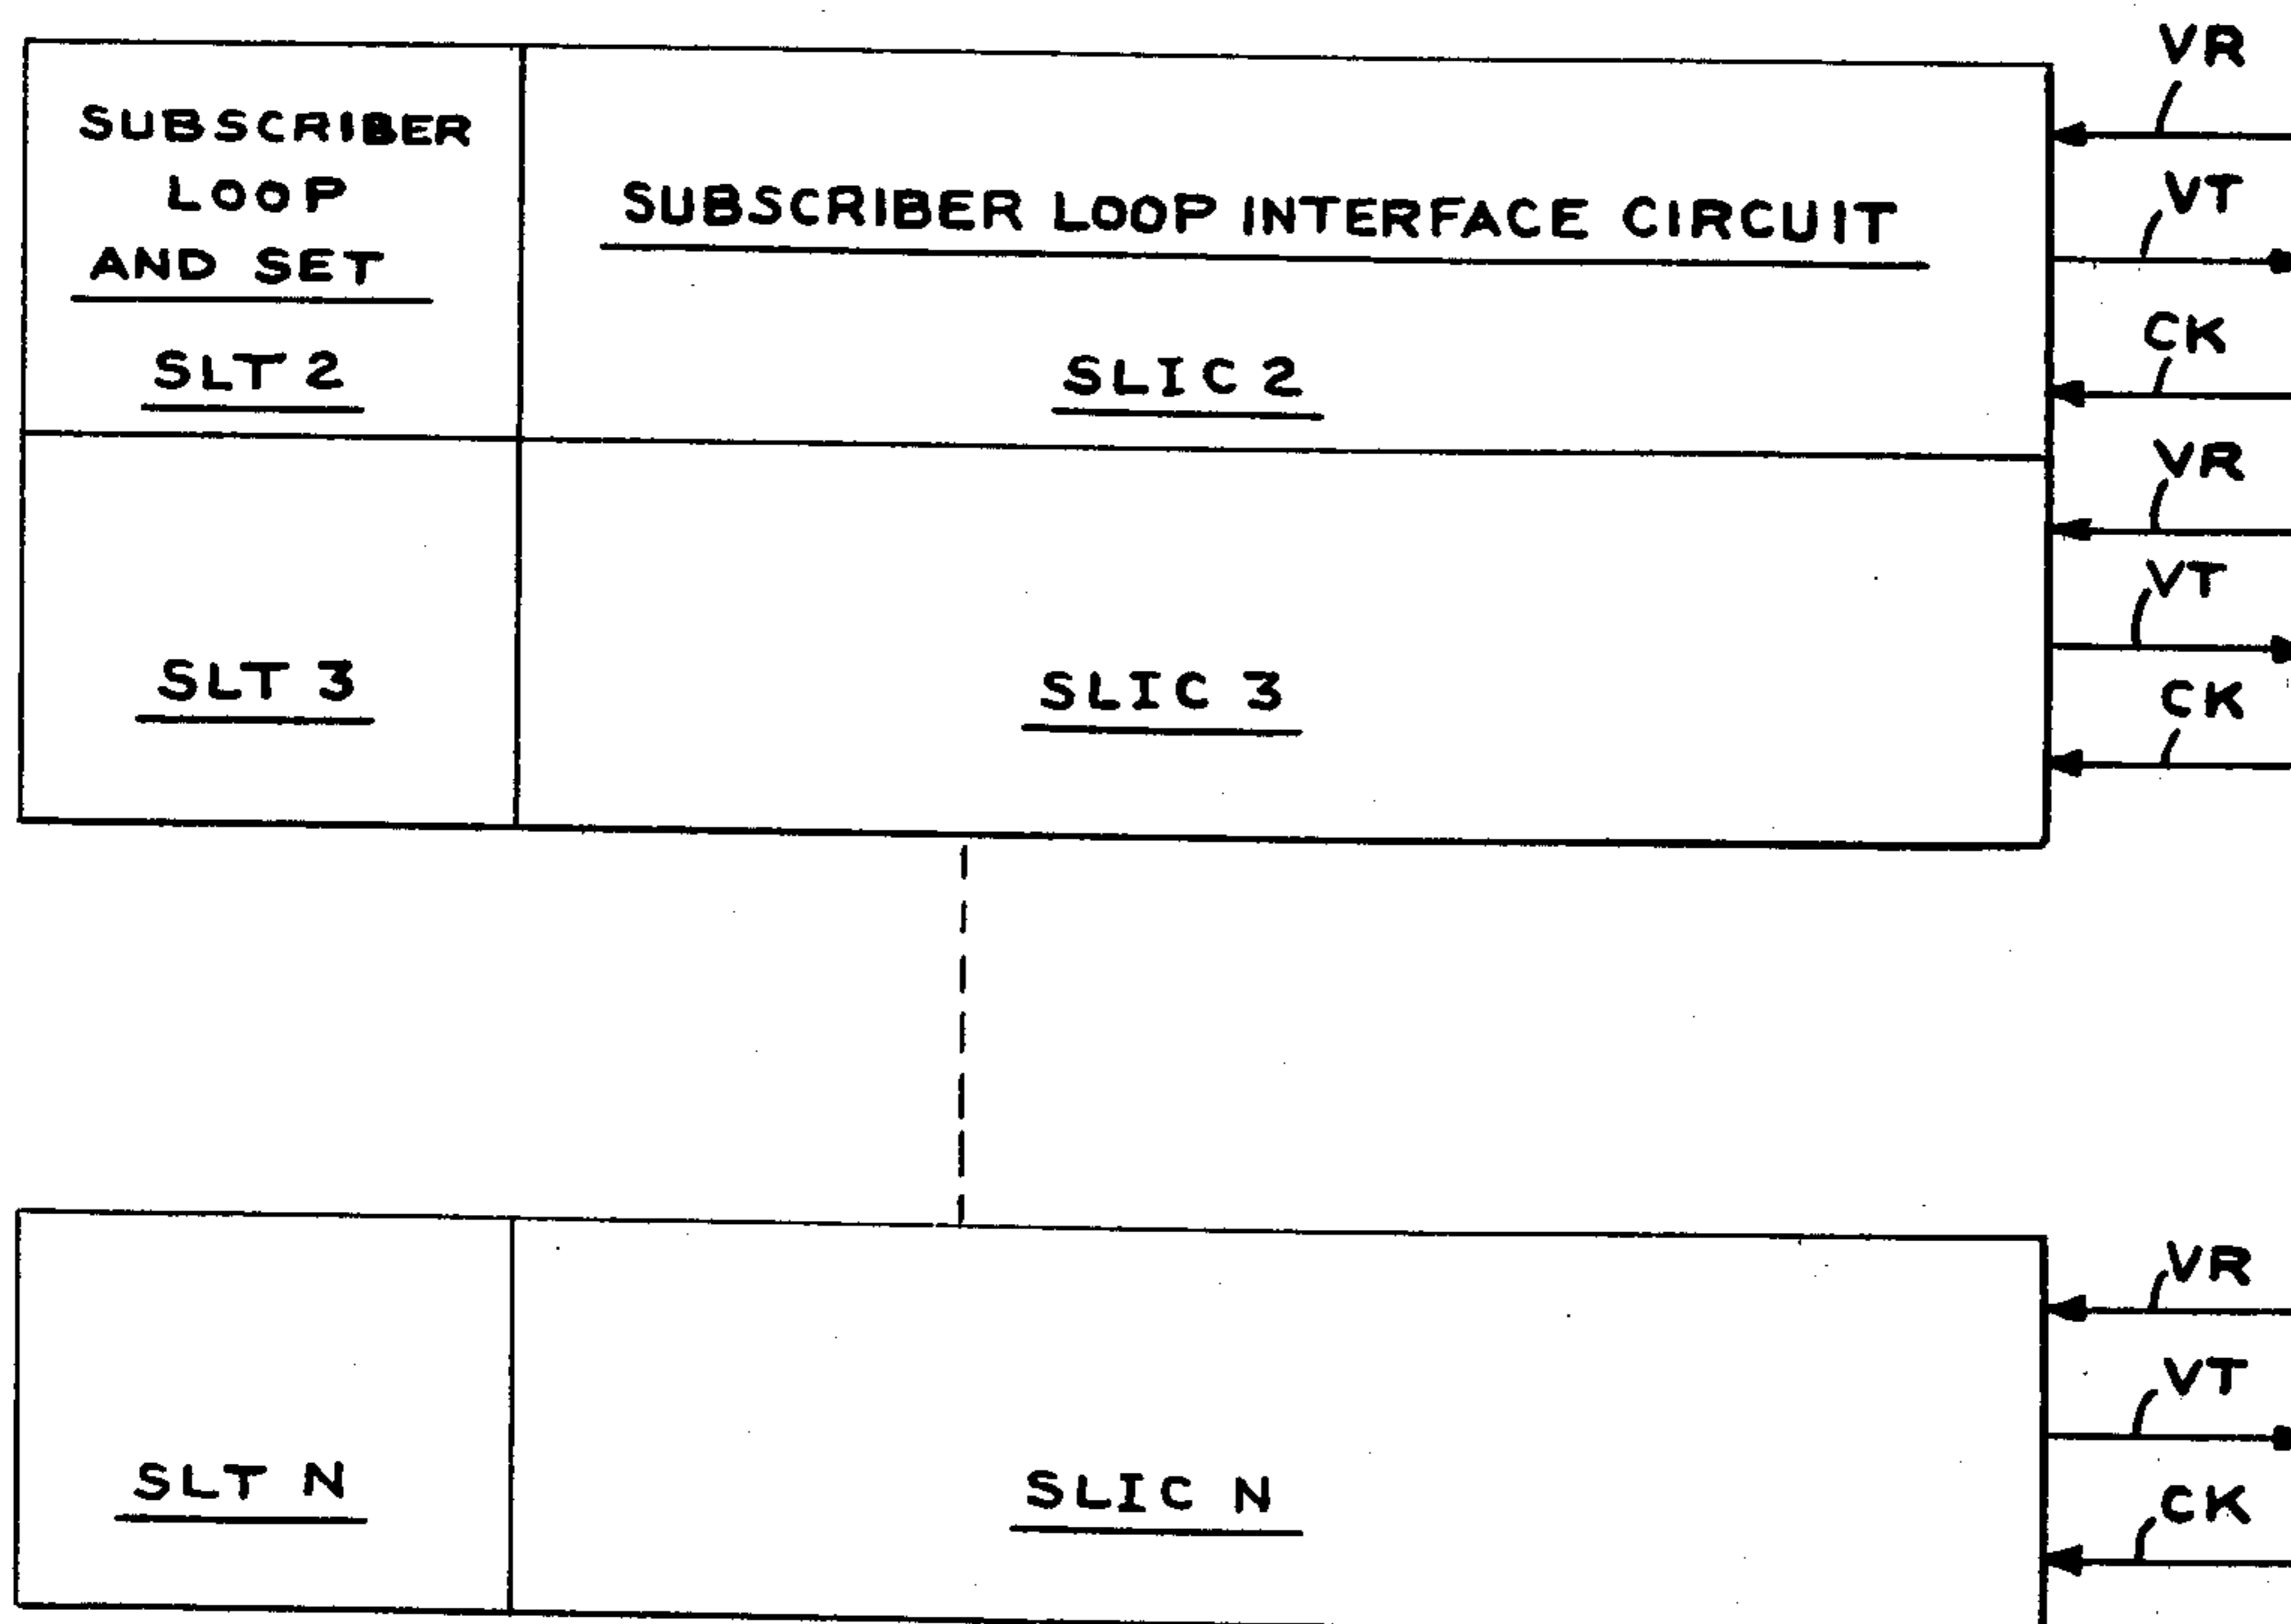 SUBSCRIBER
LOOP
AND SET
SLT 2
SUBSCRIBER LOOP INTERFACE CIRCUIT
SLIC 2
VR
VT
CK
SLT 3
SLIC 3
VR
VT
CK
SLT N
SLIC N
VR
VT
CK